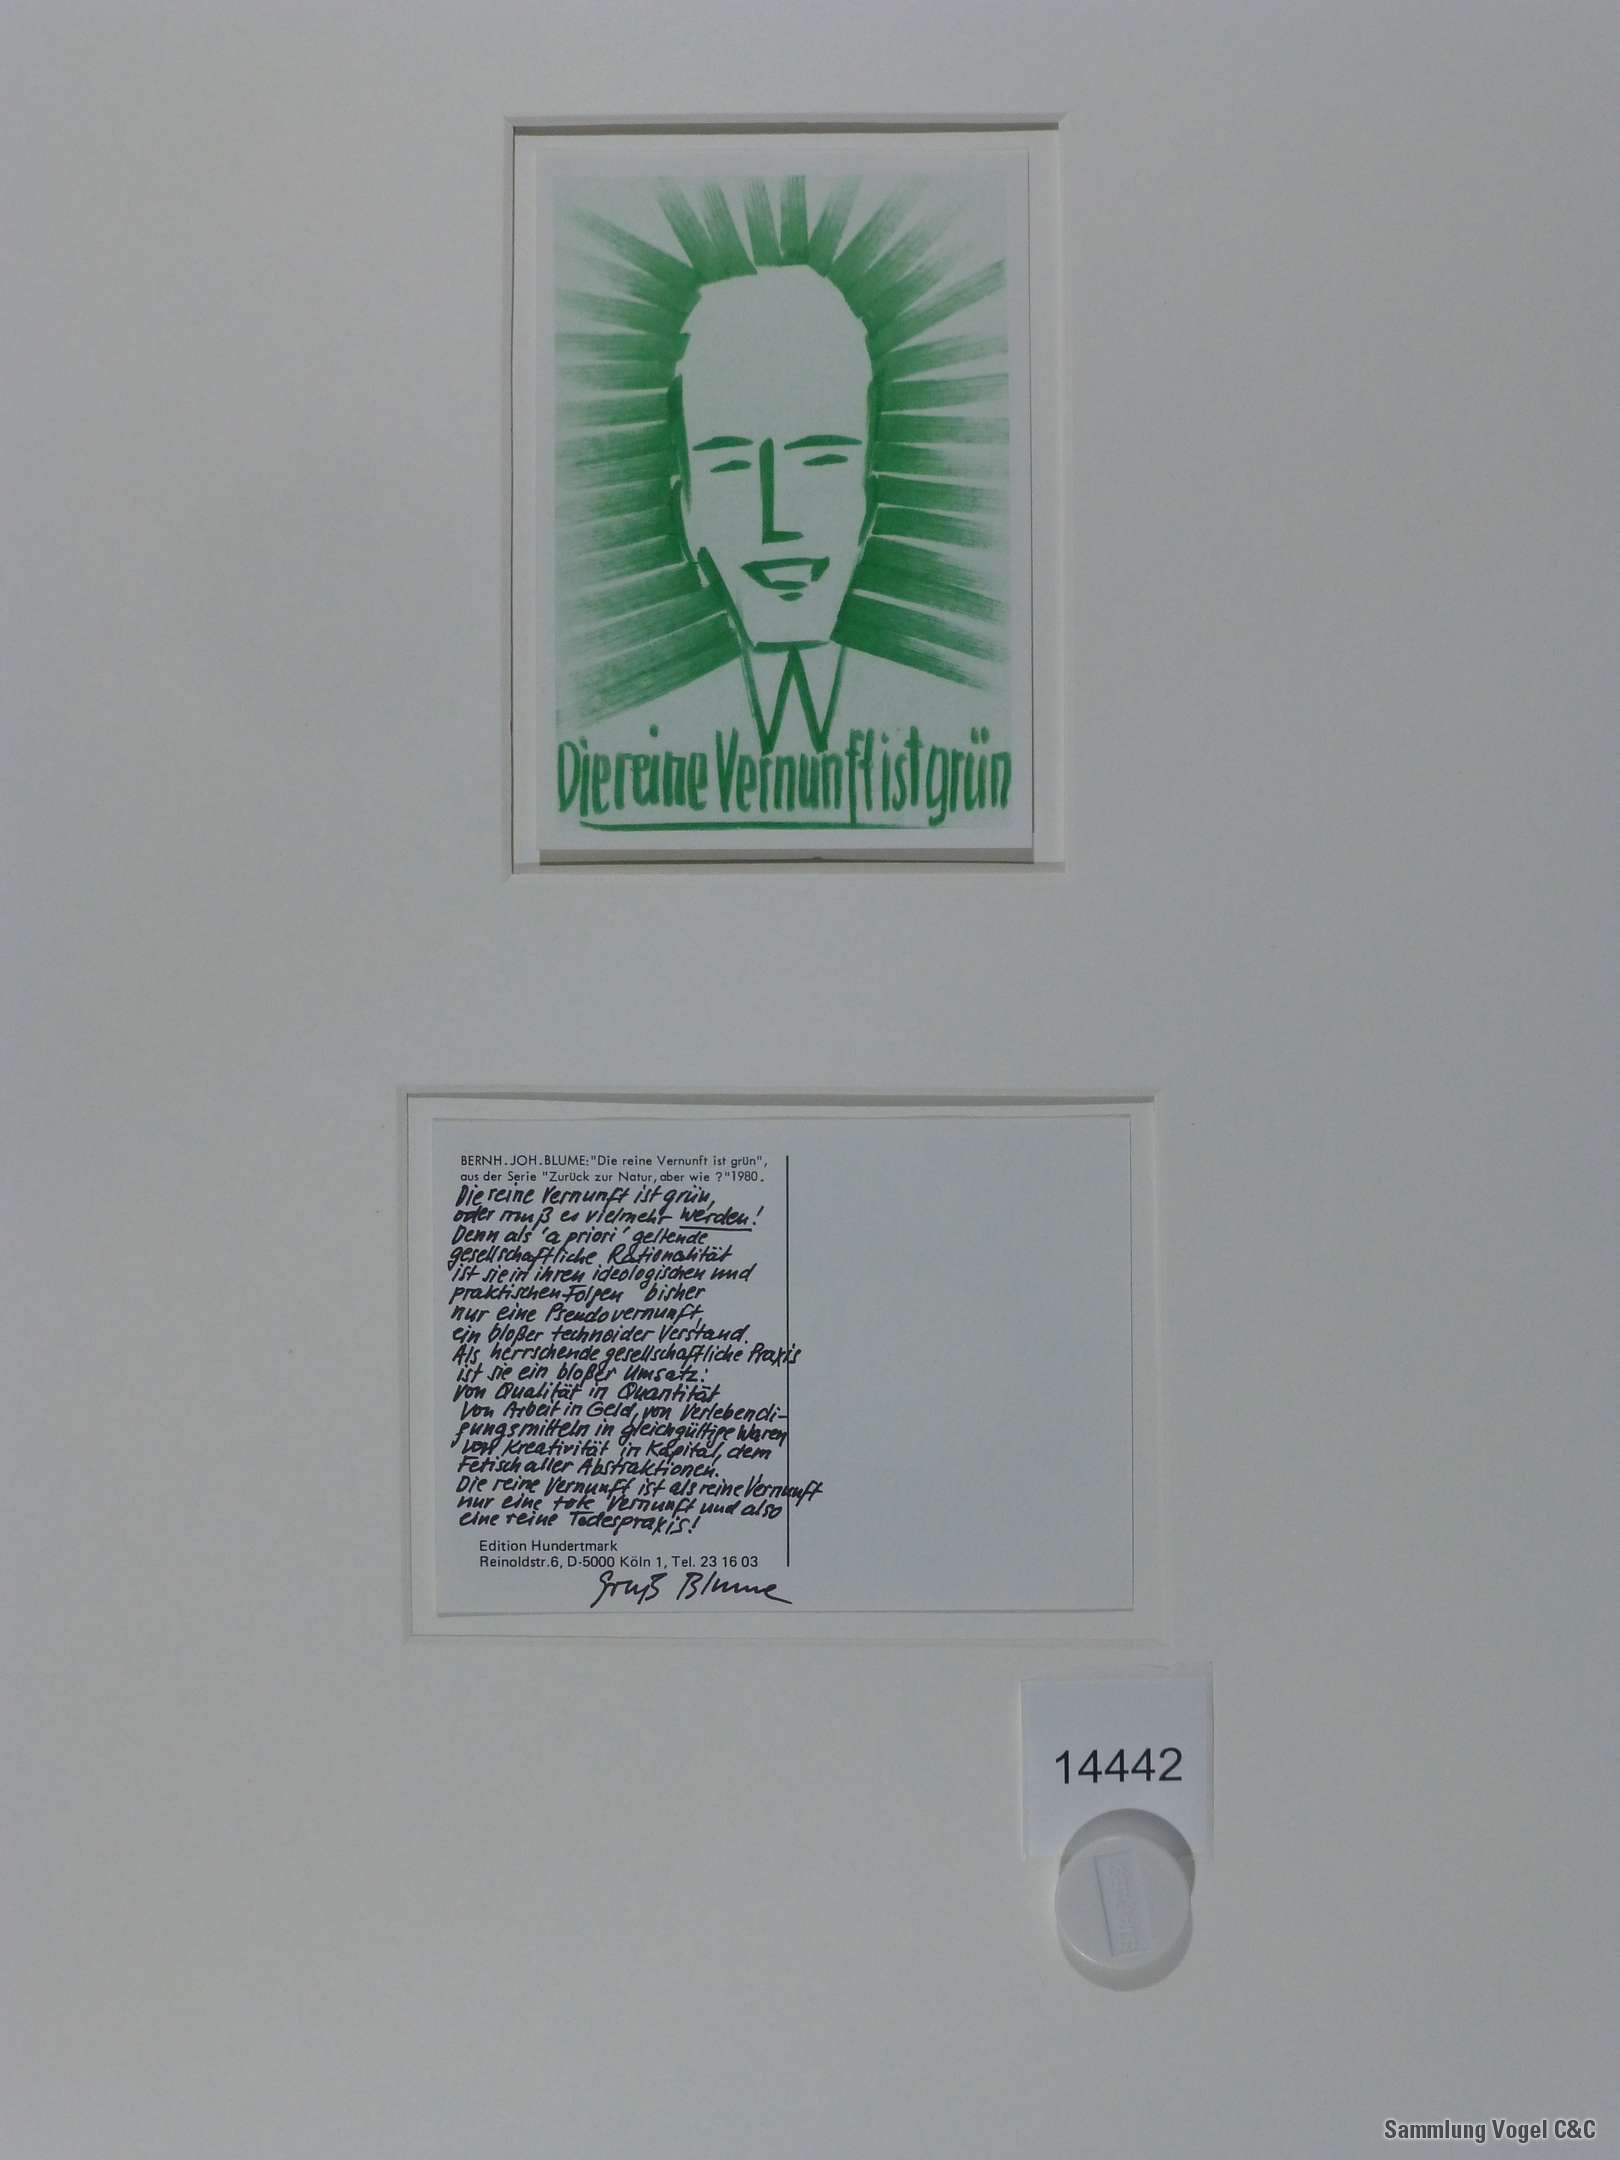 Die reine Vernunft ist grün
BERNH.JOH.BLUME:"Die reine Vernunft ist grün",
aus der Serie "Zurück zur Natur,aber wie ?"1980.
Die reine Vernunft ist grün,
oder muß es vielmehr werden!
Denn als 'a priori' geltende
gesellschaftliche Rationalität
ist sie in ihren ideologischen und
praktischen Folgen bisher
nur eine Pseudovernunft,
ein bloßer technoider Verstand.
Als herrschende gesellschaftliche Praxis
ist sie ein bloßer Umsatz:
von Qualität in Quantität
von Arbeit in Geld, von Verlebendi-
gungsmitteln in gleichgültige Waren
von Kreativität in Kapital, dem
Fetisch aller Abstraktionen.
Die reine Vernunft ist als reine Vernunft
nur eine tote Vernunft und also
eine reine Todespraxis!
Edition Hundertmark
Reinoldstr.6, D-5000 Köln 1, Tel. 23 16 03
Gruß Blume
14442
Sammlung Vogel C&C